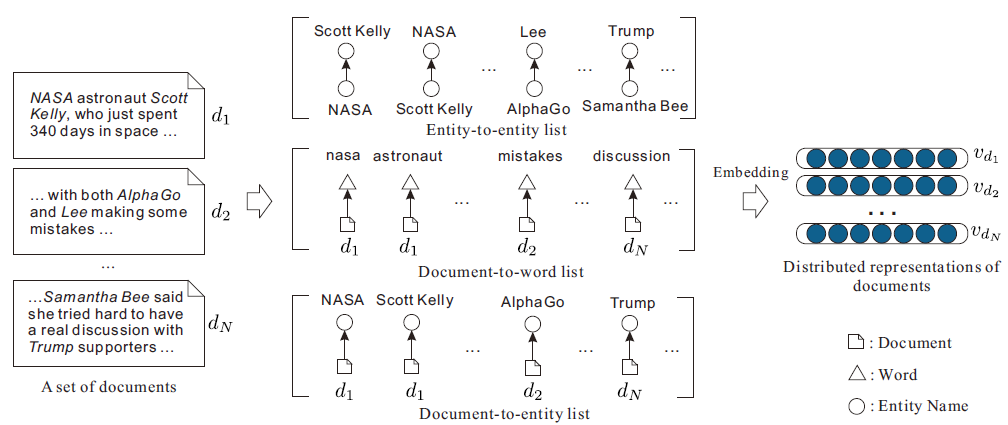 NASA astronaut Scott
Kelly, who just spent
340 days in space ...
d1
... with both AlphaGo
and Lee making some
mistakes ...
d2
...
...Samantha Bee said
she tried hard to have
a real discussion with
Trump supporters ...
dN
A set of documents
Scott Kelly NASA Lee Trump
... ... ...
NASA Scott Kelly AlphaGo Samantha Bee
Entity-to-entity list
nasa astronaut mistakes discussion
... ... ...
d1 d1 d2 dN
Document-to-word list
NASA Scott Kelly AlphaGo Trump
... ... ...
d1 d1 d2 dN
Document-to-entity list
Embedding
vd1
vd2
...
vdN
Distributed representations of
documents
: Document
: Word
: Entity Name